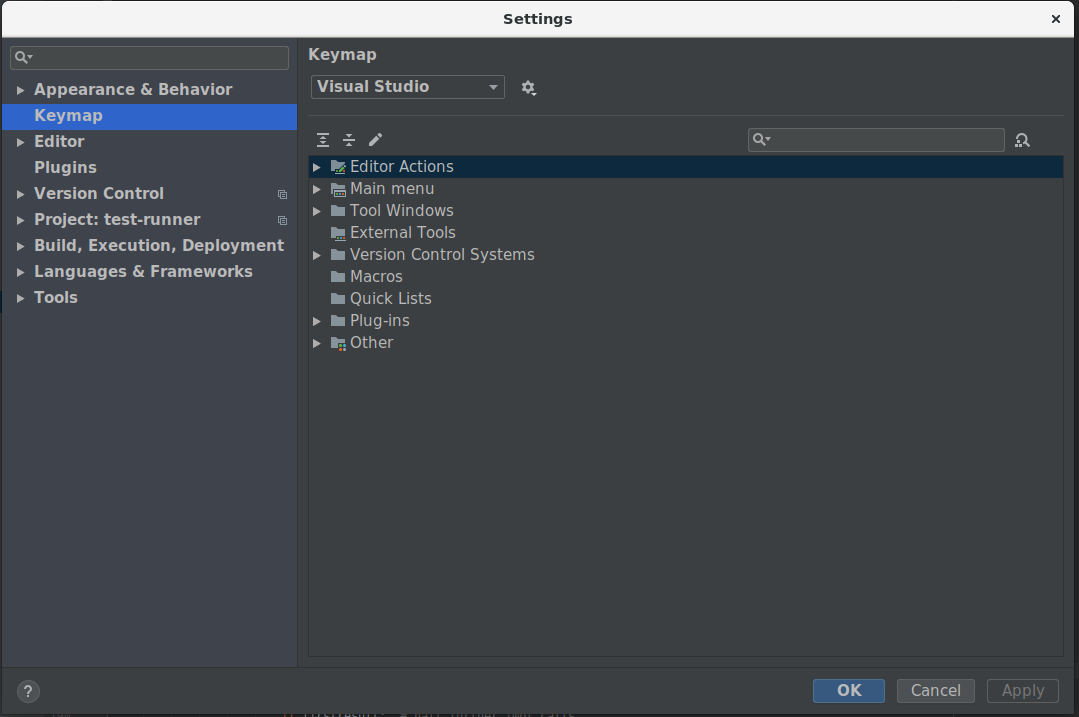 Settings
Keymap
Visual Studio
Appearance & Behavior
Keymap
Editor
Plugins
Version Control
Project: test-runner
Build, Execution, Deployment
Languages & Frameworks
Tools
Editor Actions
Main menu
Tool Windows
External Tools
Version Control Systems
Macros
Quick Lists
Plug-ins
Other
?
OK
Cancel
Apply